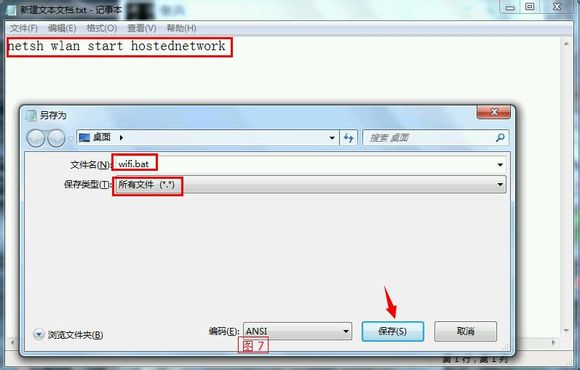 新建文本文档.txt - 记事本
文件(F) 编辑(E) 格式(O) 查看(V) 帮助(H)
netsh wlan start hostednetwork
另存为
桌面
搜索 桌面
文件名(N): wifi.bat
保存类型(T): 所有文件 (*.*)
浏览文件夹(B)
编码(E): ANSI
保存(S)
取消
图 7
第 1 行，第 1 列